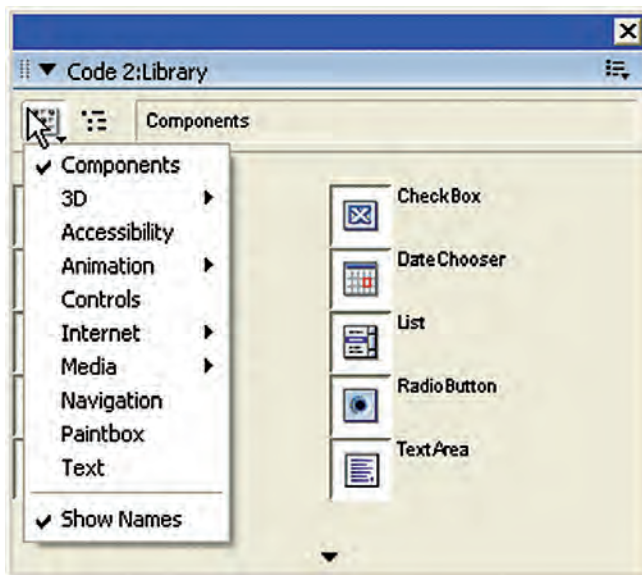 Code 2:Library
Components
Components
3D
Accessibility
Animation
Controls
Internet
Media
Navigation
Paintbox
Text
Show Names
CheckBox
DateChooser
List
RadioButton
TextArea